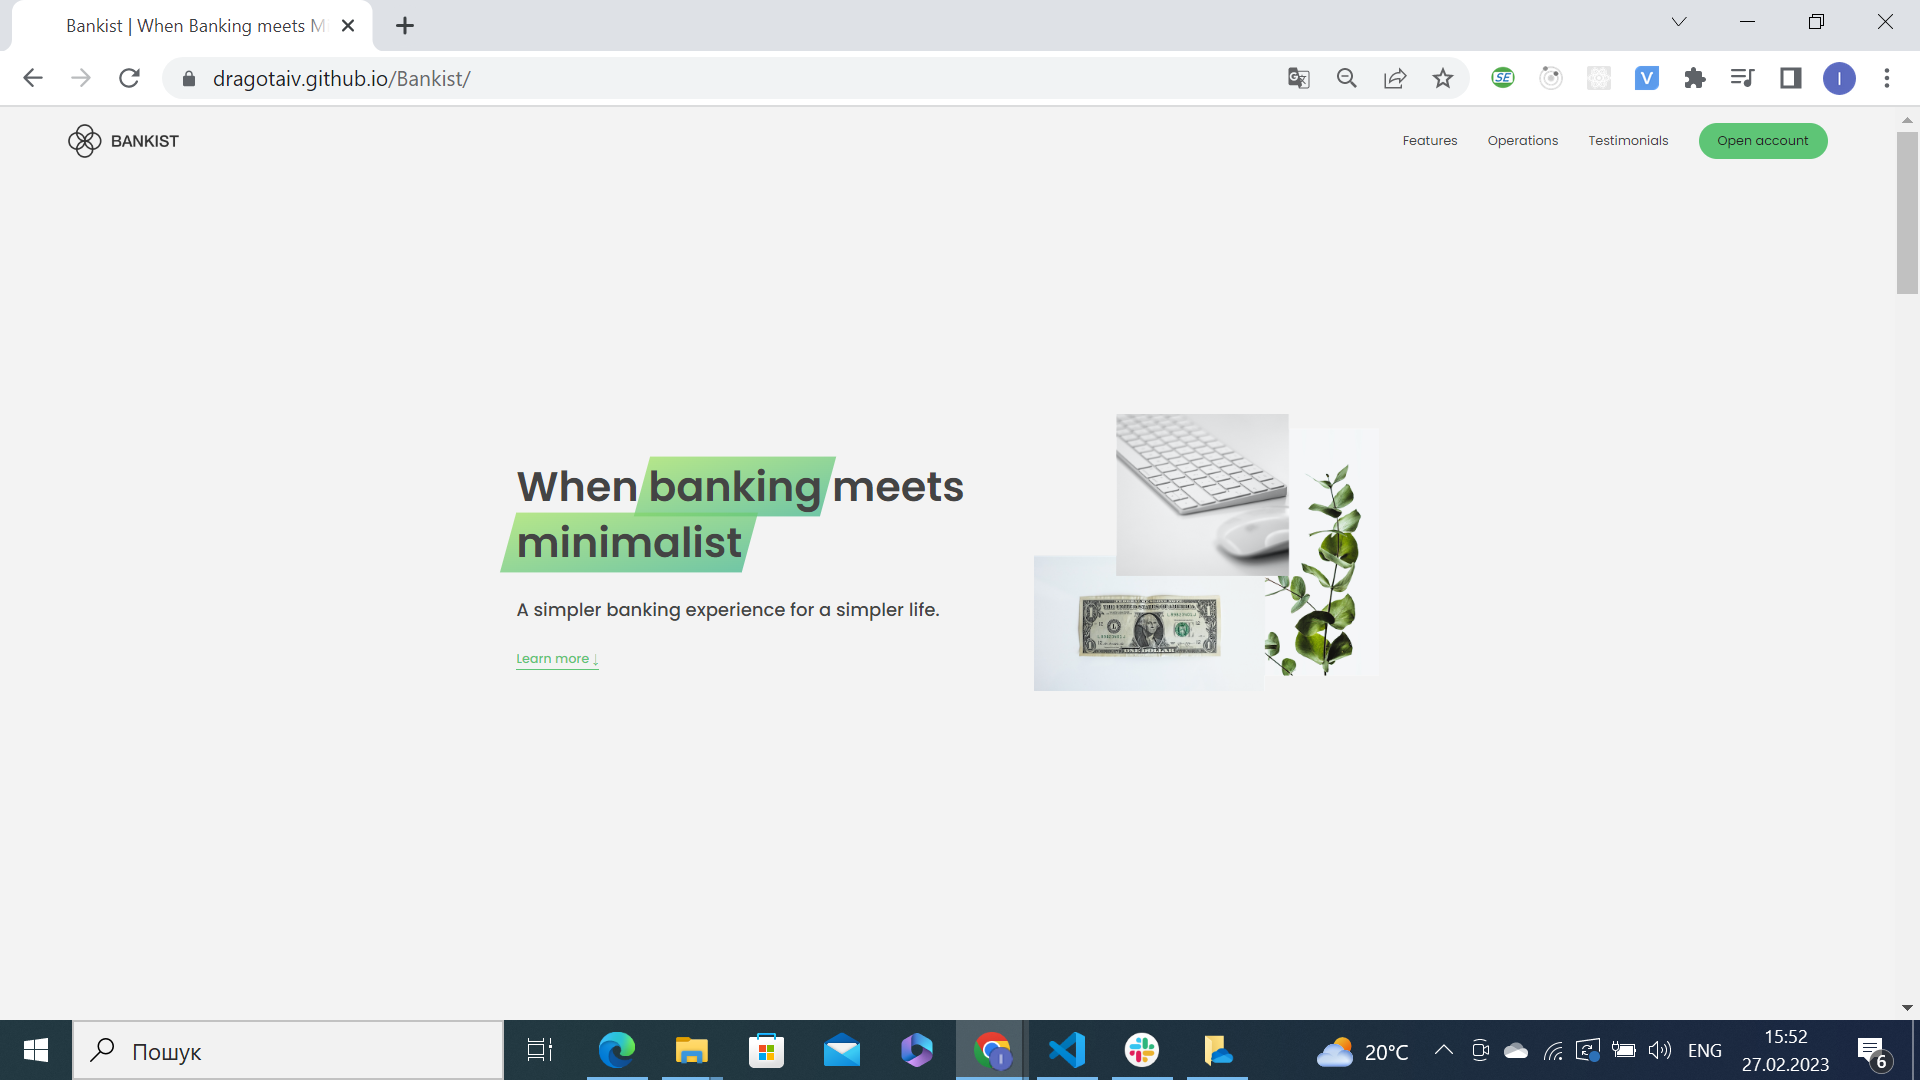 Bankist | When Banking meets M
dragotaiv.github.io/Bankist/
SE
V
I
BANKIST
Features
Operations
Testimonials
Open account
When banking meets
minimalist
A simpler banking experience for a simpler life.
Learn more ↓
Пошук
I
20°C
ENG
15:52
27.02.2023
6